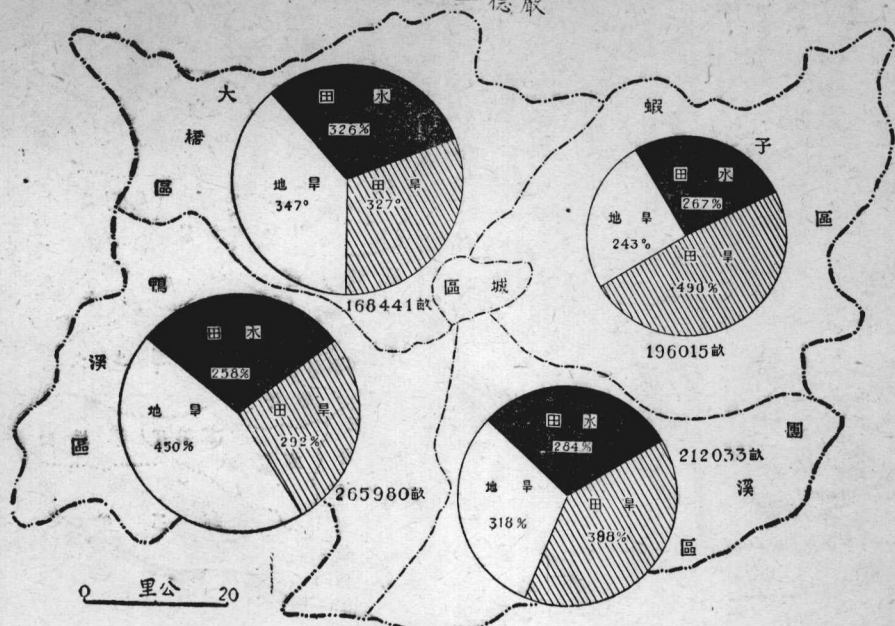 嚴德一
大橋區
水田
326%
旱田
327°
旱地
347°
168441畝
蝦子區
水田
267%
旱地
243%
旱田
490%
196015畝
城區
鴨溪區
水田
258%
旱地
450%
旱田
292%
265980畝
團溪區
水田
284%
旱地
318%
旱田
212033畝
0 公里 20